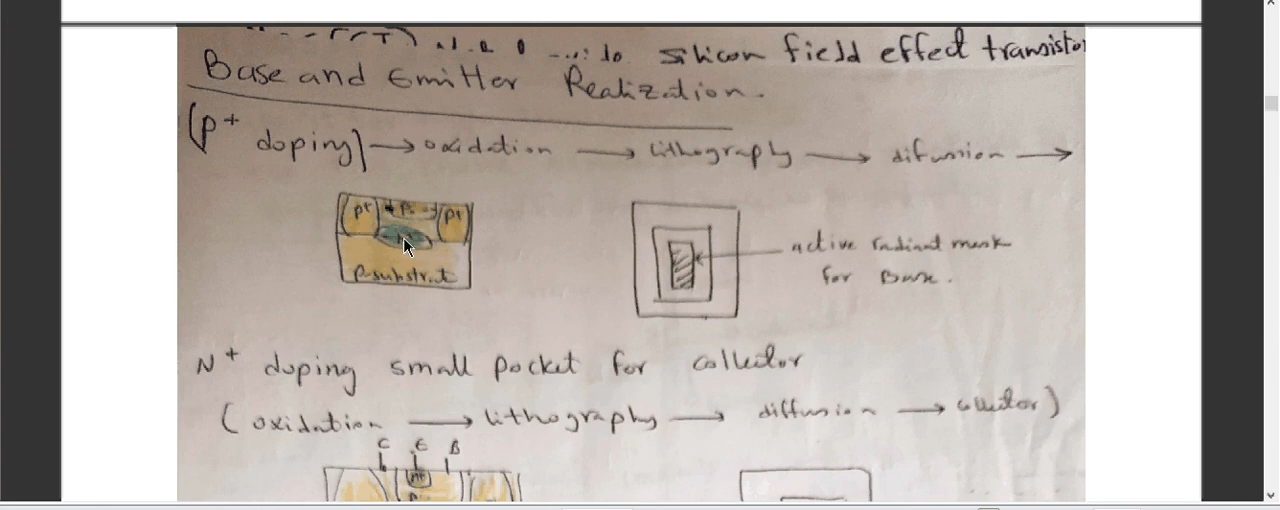 silicon field effect transistor
Base and Emitter Realization.
(P+ doping) → oxidation → lithography → difussion →
P+ P+
P-substrate
active radiant mask
for Base.
N+ doping small pocket for collector
(oxidation → lithography → diffusion → collector)
C E B
n+